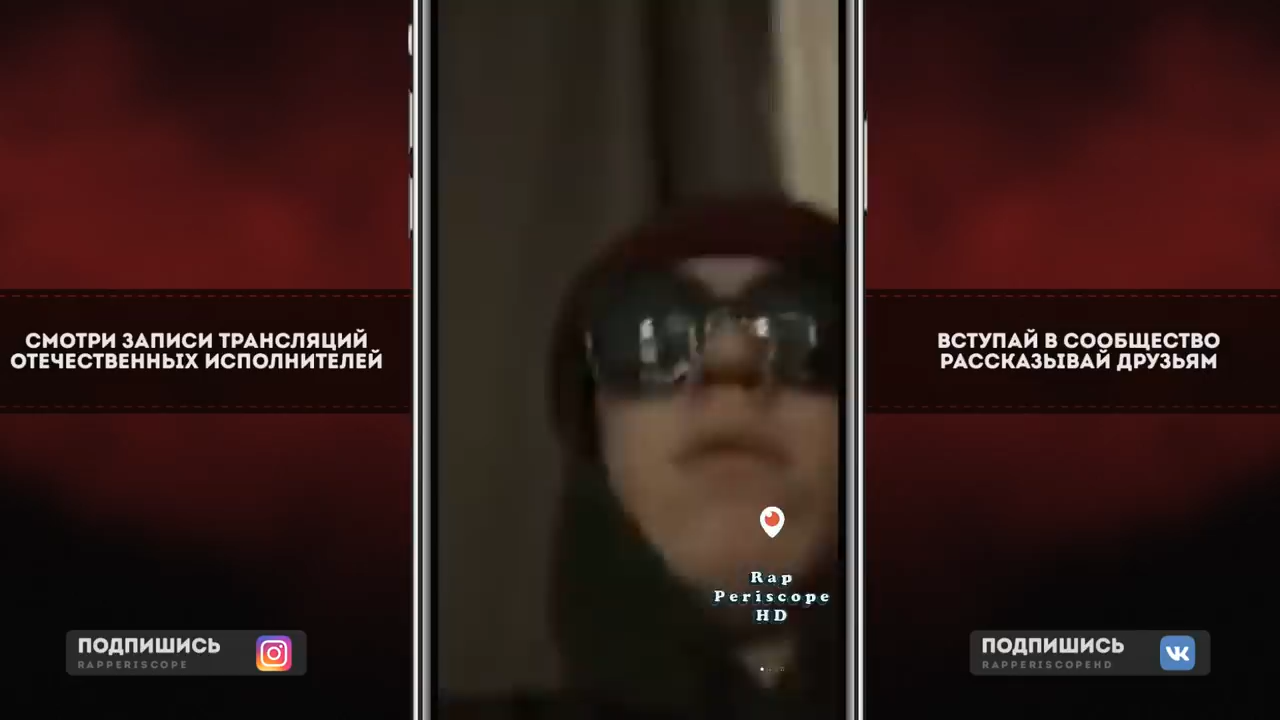 СМОТРИ ЗАПИСИ ТРАНСЛЯЦИЙ
ОТЕЧЕСТВЕННЫХ ИСПОЛНИТЕЛЕЙ
ВСТУПАЙ В СООБЩЕСТВО
РАССКАЗЫВАЙ ДРУЗЬЯМ
Rap
Periscope
HD
ПОДПИШИСЬ
RAPPERISCOPE
ПОДПИШИСЬ
RAPPERISCOPEHD